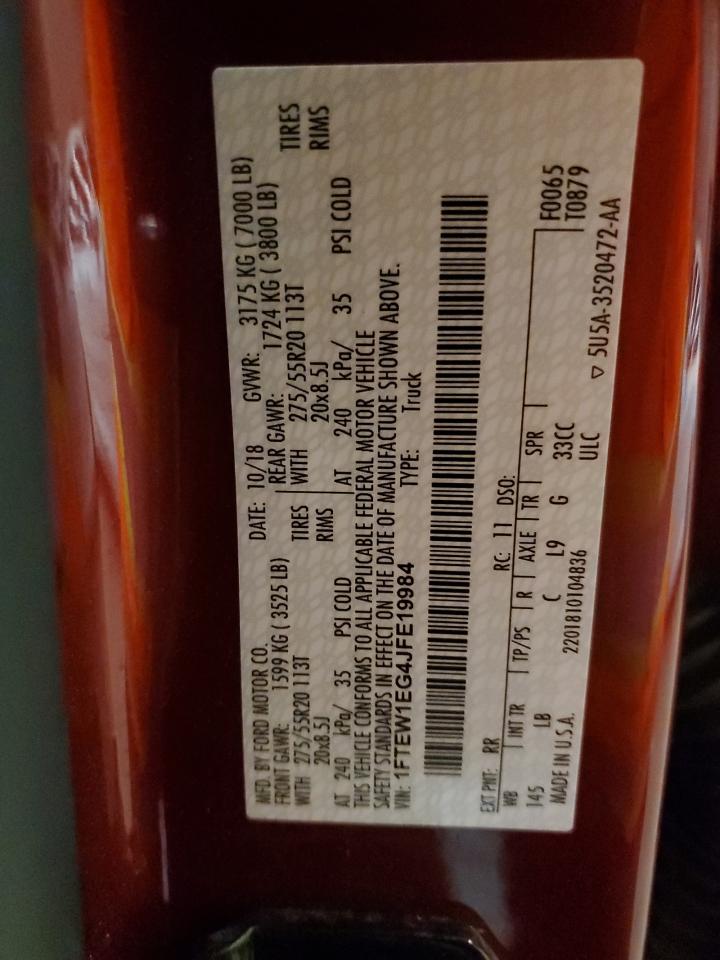 MFD. BY FORD MOTOR CO. DATE: 10/18 GVWR: 3175 KG ( 7000 LB)
FRONT GAWR: 1599 KG ( 3525 LB) REAR GAWR: 1724 KG ( 3800 LB)
WITH 275/55R20 113T TIRES WITH 275/55R20 113T TIRES
20x8.5J RIMS 20x8.5J RIMS
AT 240 kPa/ 35 PSI COLD AT 240 kPa/ 35 PSI COLD
THIS VEHICLE CONFORMS TO ALL APPLICABLE FEDERAL MOTOR VEHICLE
SAFETY STANDARDS IN EFFECT ON THE DATE OF MANUFACTURE SHOWN ABOVE.
VIN: 1FTEW1EG4JFE19984 TYPE: Truck
EXT PNT: RR RC: 11 DSO: F0065
WB INT TR TP/PS R AXLE TR SPR T0879
145 LB C L9 G 33CC
MADE IN U.S.A. 2201810104836 ULC ▽ 5U5A-3520472-AA